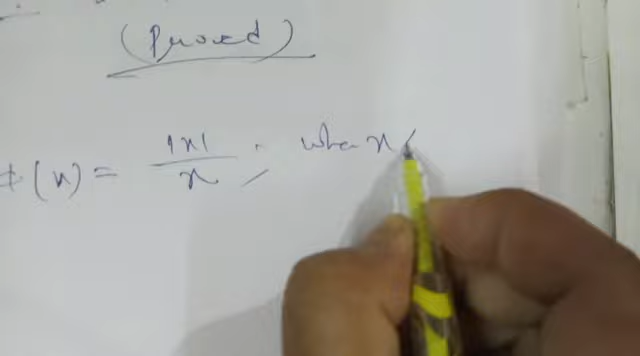 (Proved)
f(x) = |x| / x ; when x